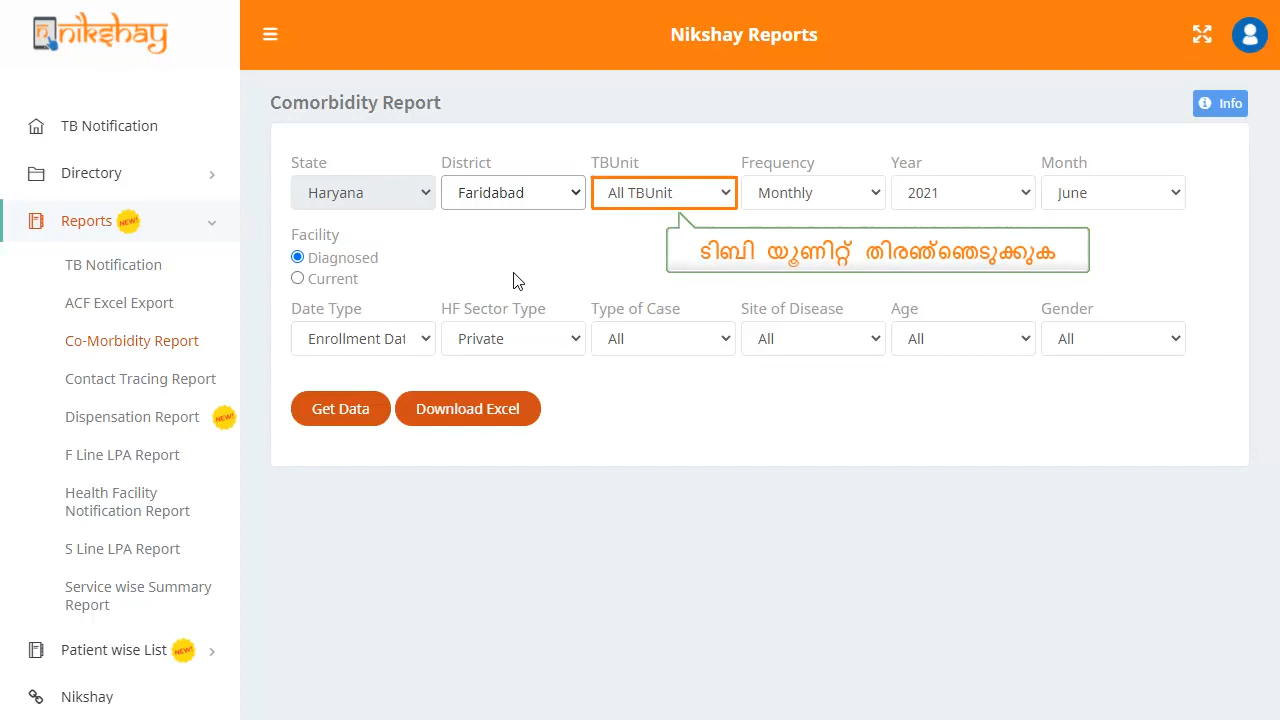 nikshay
Nikshay Reports
TB Notification
Directory
Reports NEW!
TB Notification
ACF Excel Export
Co-Morbidity Report
Contact Tracing Report
Dispensation Report NEW!
F Line LPA Report
Health Facility
Notification Report
S Line LPA Report
Service wise Summary
Report
Patient wise List NEW!
Nikshay
Comorbidity Report
Info
State District TBUnit Frequency Year Month
Haryana Faridabad All TBUnit Monthly 2021 June
ടിബി യൂണിറ്റ് തിരഞ്ഞെടുക്കുക
Facility
Diagnosed
Current
Date Type HF Sector Type Type of Case Site of Disease Age Gender
Enrollment Dat Private All All All All
Get Data Download Excel